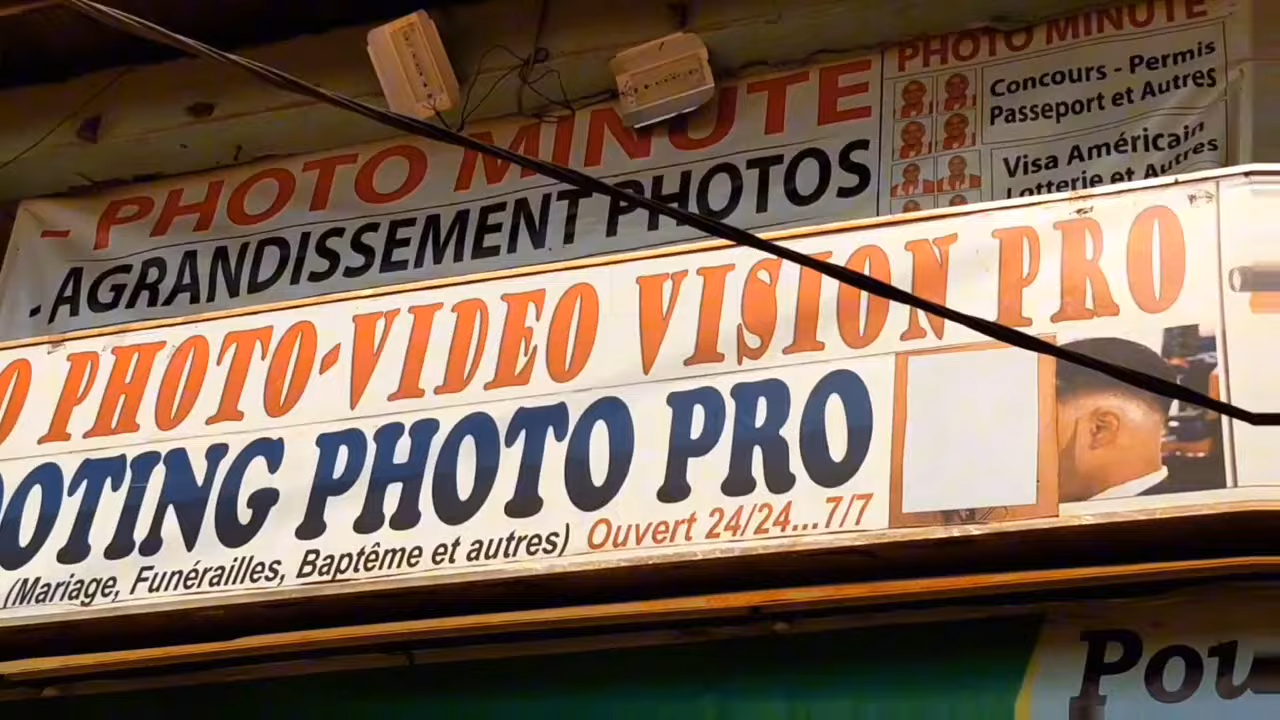 - PHOTO MINUTE
- AGRANDISSEMENT PHOTOS
PHOTO MINUTE
Concours - Permis
Passeport et Autres
Visa Américain
Lotterie et Autres
O PHOTO-VIDEO VISION PRO
OOTING PHOTO PRO
(Mariage, Funérailles, Baptême et autres) Ouvert 24/24...7/7
Pou